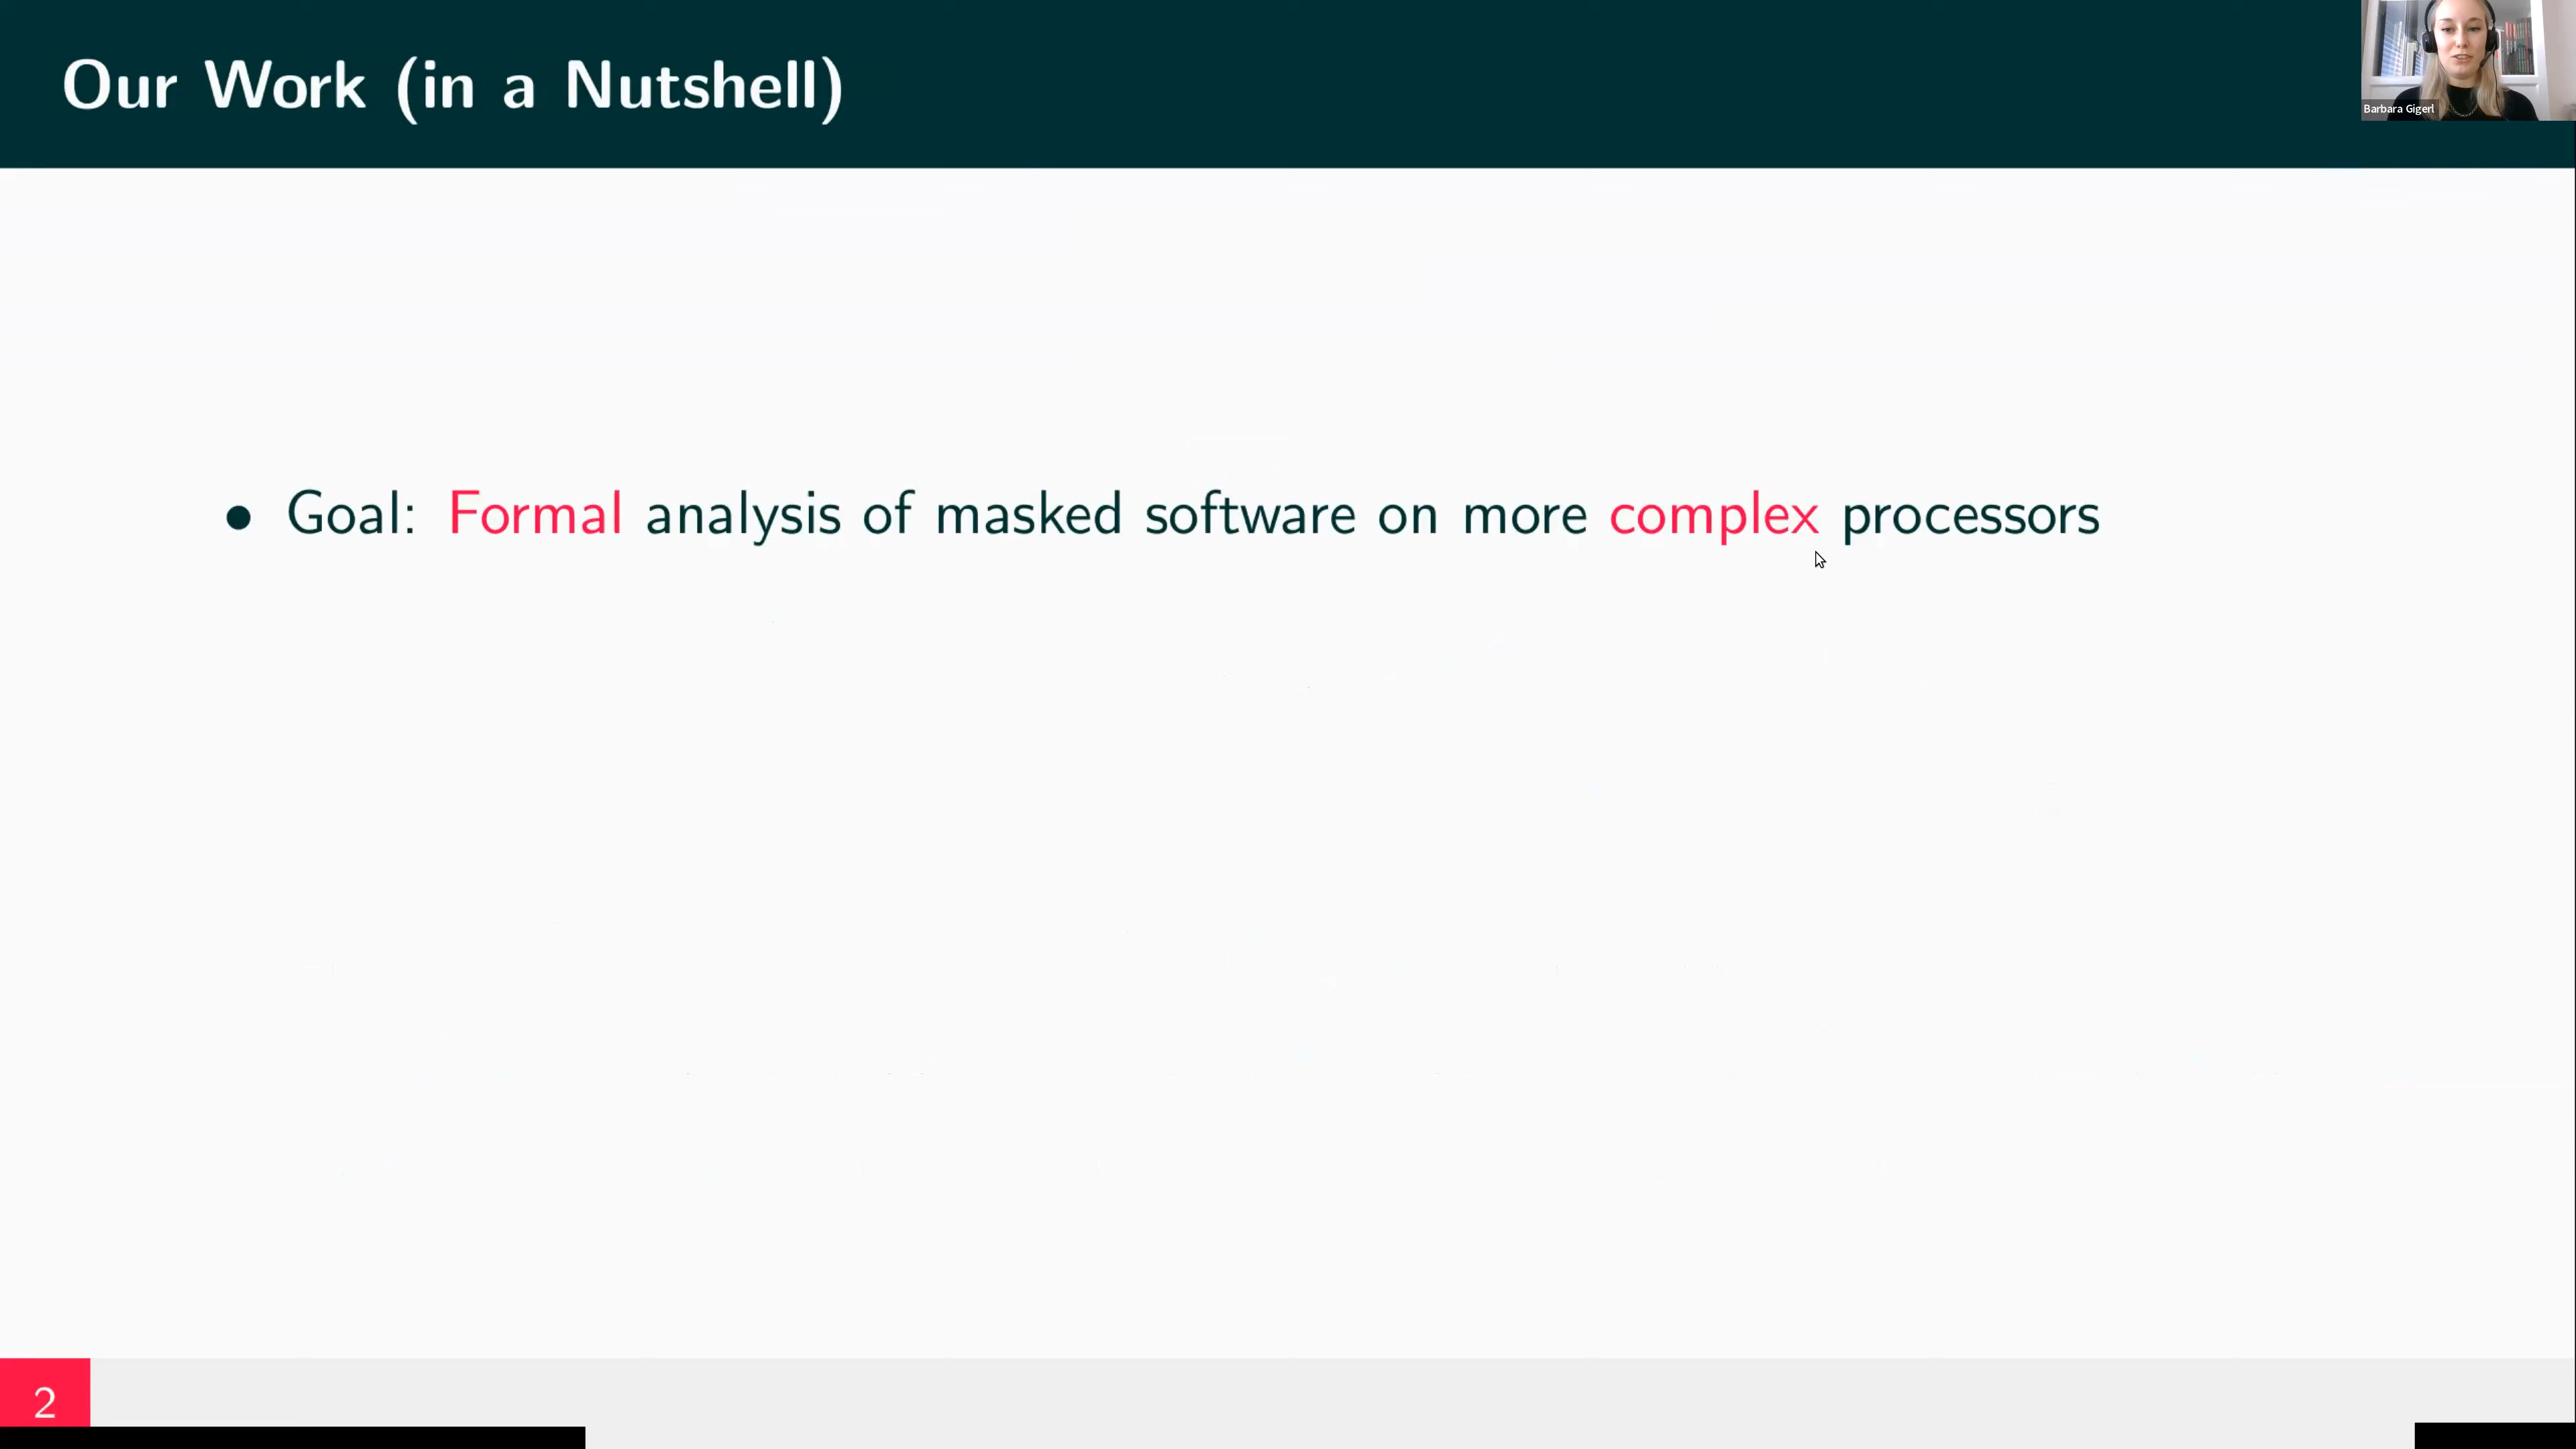 Our Work (in a Nutshell)
Barbara Gigerl
• Goal: Formal analysis of masked software on more complex processors
2